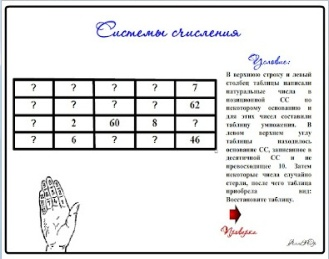 Системы счисления
Условие:
В верхнюю строку и левый
столбец таблицы написали
натуральные числа в
позиционной СС по
некоторому основанию и
для этих чисел составили
таблицу умножения. В
левом верхнем углу
таблицы находилось
основание СС, записанное в
десятичной СС и не
превосходящее 10. Затем
некоторые числа случайно
стерли, после чего таблица
приобрела вид:
Восстановите таблицу.
? ? ? ? 7
? ? ? ? 62
? 2 60 8 ?
? 6 ? ? 46
Проверка